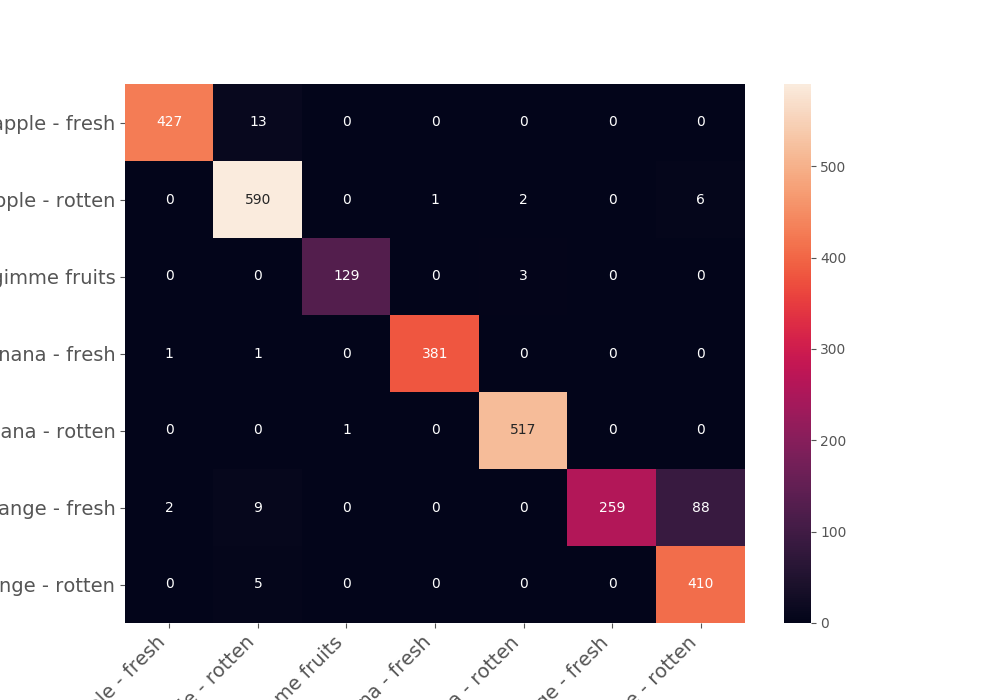 apple - fresh 427 13 0 0 0 0 0
pple - rotten 0 590 0 1 2 0 6
gimme fruits 0 0 129 0 3 0 0
nana - fresh 1 1 0 381 0 0 0
ana - rotten 0 0 1 0 517 0 0
ange - fresh 2 9 0 0 0 259 88
nge - rotten 0 5 0 0 0 0 410
le - fresh
e - rotten
me fruits
na - fresh
a - rotten
ge - fresh
e - rotten
500
400
300
200
100
0